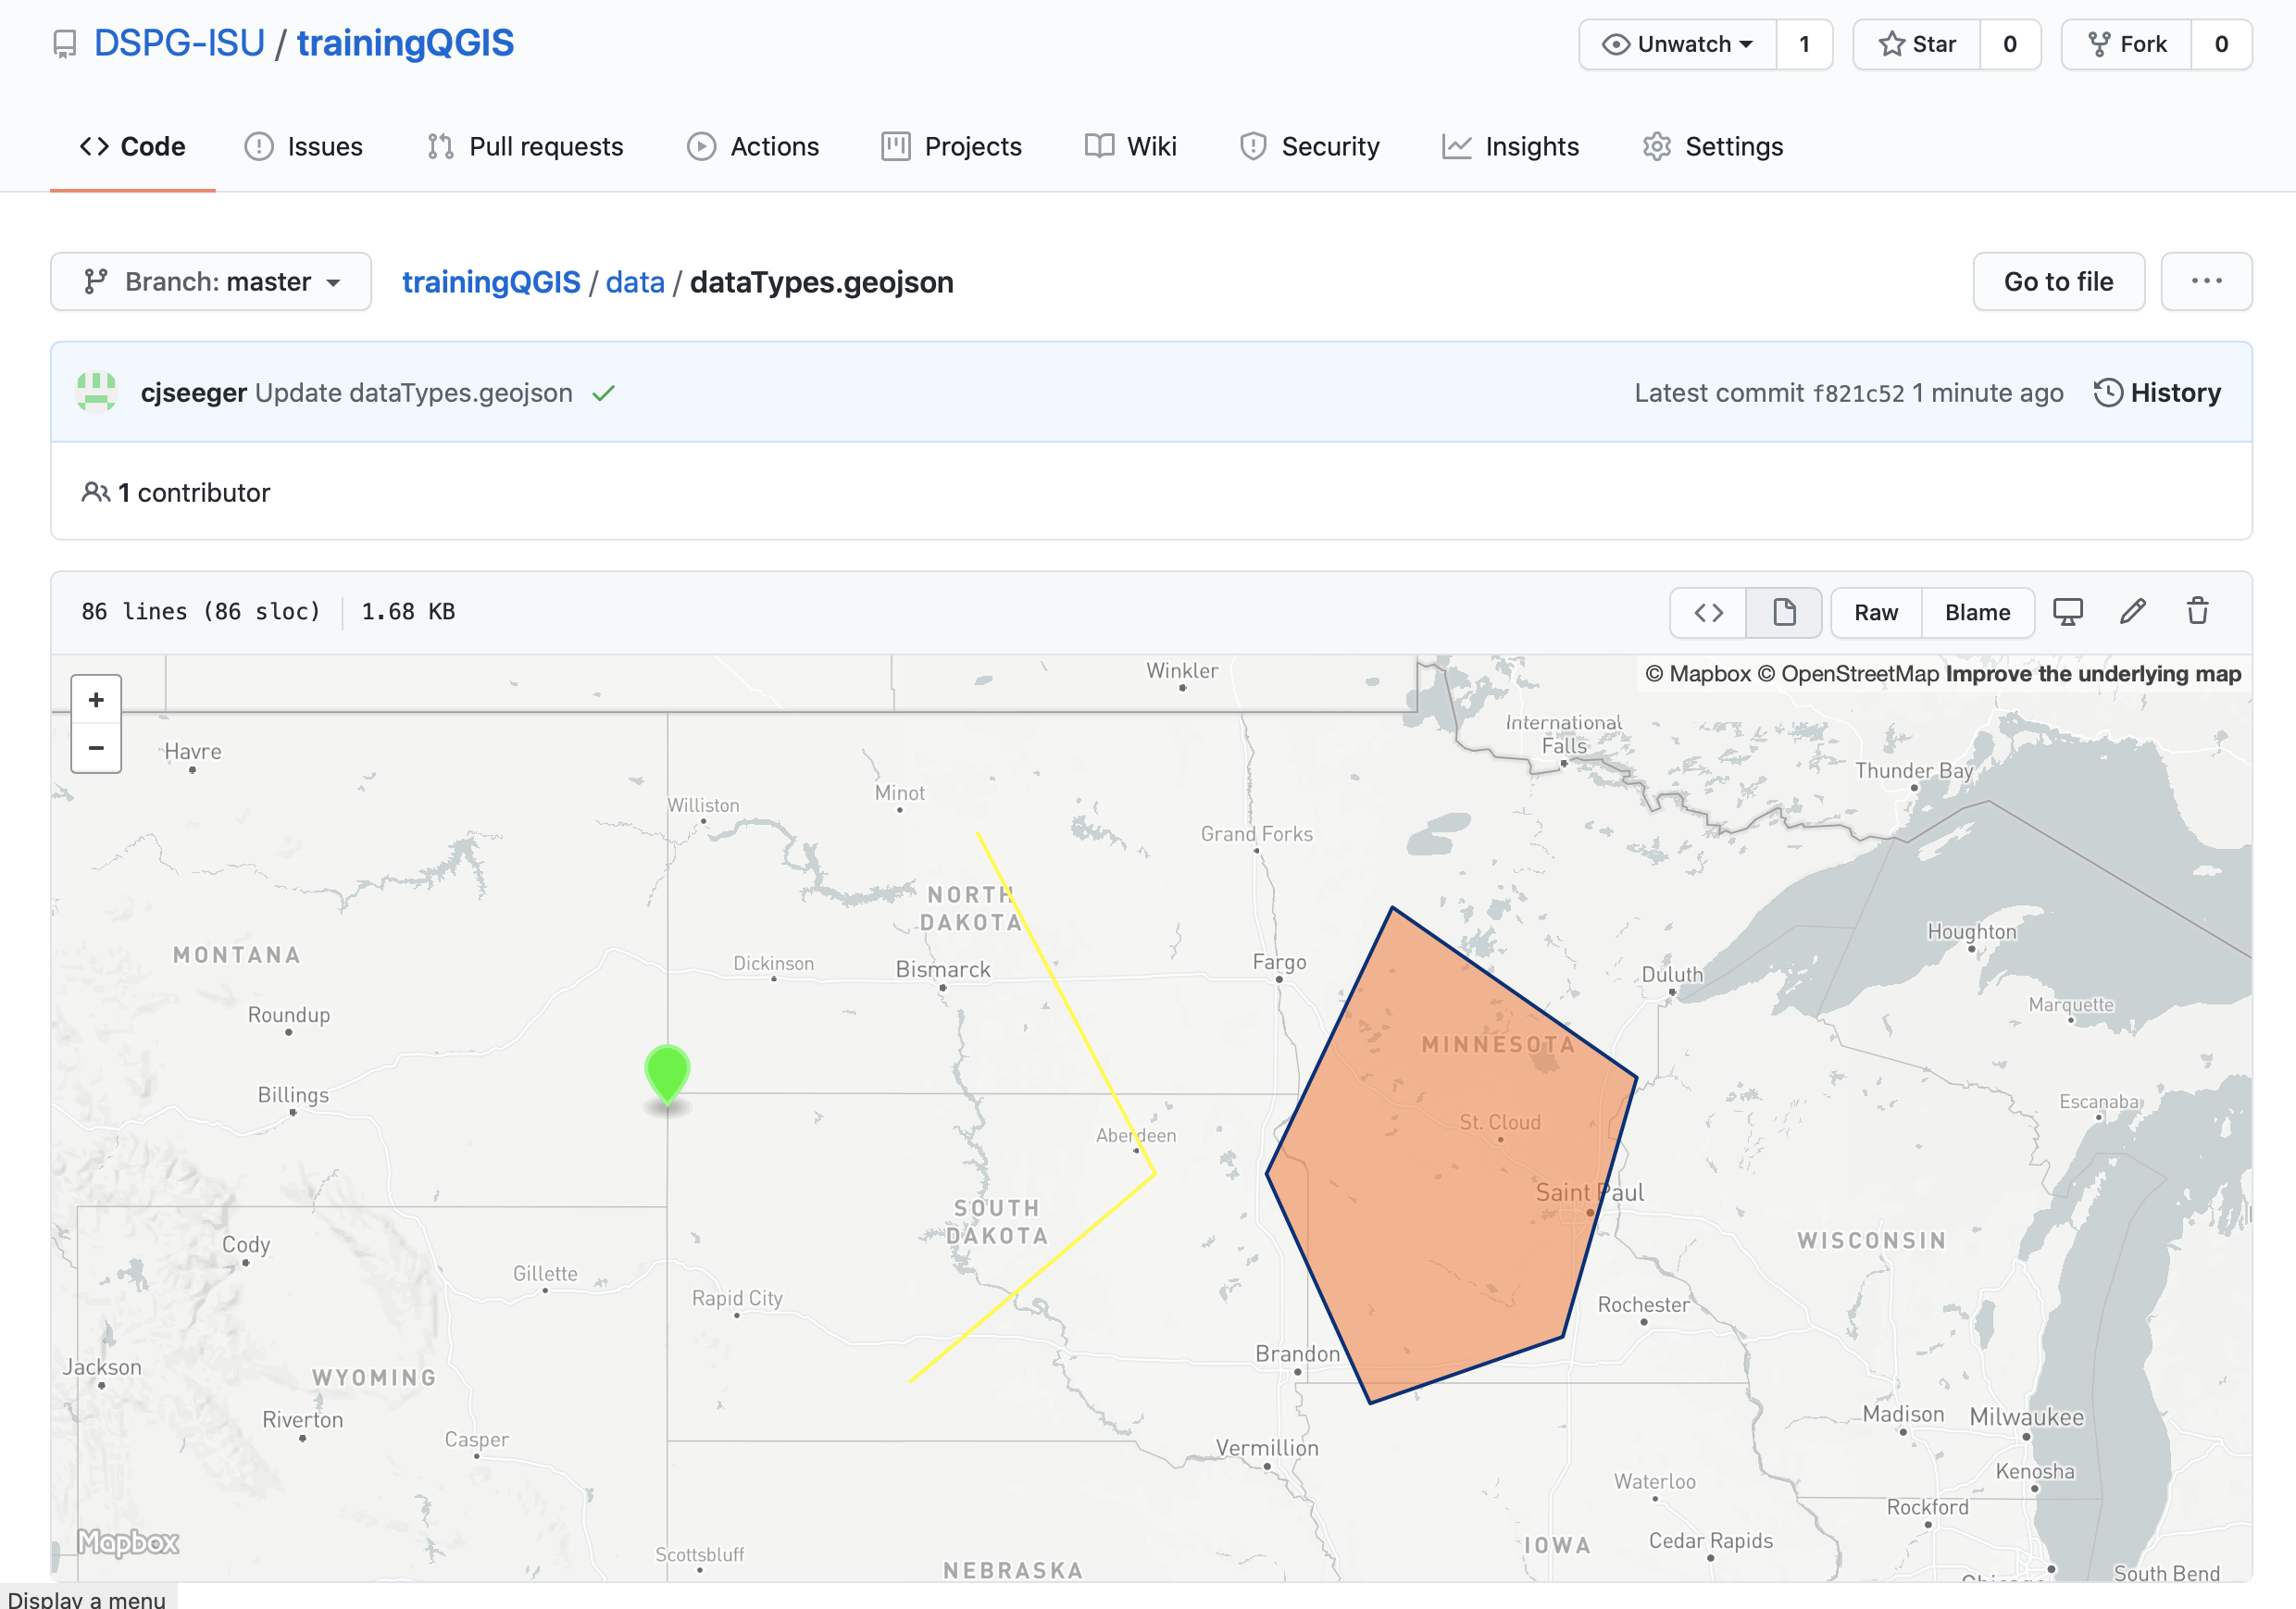 DSPG-ISU / trainingQGIS
Unwatch 1
Star 0
Fork 0
Code
Issues
Pull requests
Actions
Projects
Wiki
Security
Insights
Settings
Branch: master
trainingQGIS / data / dataTypes.geojson
Go to file
...
cjseeger Update dataTypes.geojson
Latest commit f821c52 1 minute ago
History
1 contributor
86 lines (86 sloc)
1.68 KB
<>
Raw
Blame
+
−
© Mapbox © OpenStreetMap Improve the underlying map
Winkler
International
Falls
Havre
Thunder Bay
Minot
Williston
Grand Forks
NORTH
DAKOTA
Houghton
MONTANA
Dickinson
Bismarck
Fargo
Duluth
Marquette
Roundup
MINNESOTA
Billings
Escanaba
St. Cloud
Aberdeen
Saint Paul
SOUTH
DAKOTA
WISCONSIN
Cody
Gillette
Rapid City
Rochester
Brandon
Jackson
WYOMING
Riverton
Madison
Milwaukee
Casper
Vermillion
Kenosha
Waterloo
Rockford
Mapbox
Scottsbluff
IOWA
Cedar Rapids
NEBRASKA
South Bend
Display a menu